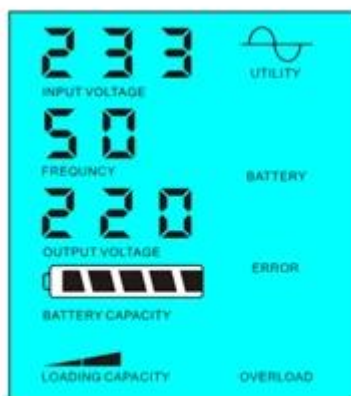 233
INPUT VOLTAGE
UTILITY
50
FREQUNCY
BATTERY
220
OUTPUT VOLTAGE
ERROR
BATTERY CAPACITY
LOADING CAPACITY
OVERLOAD